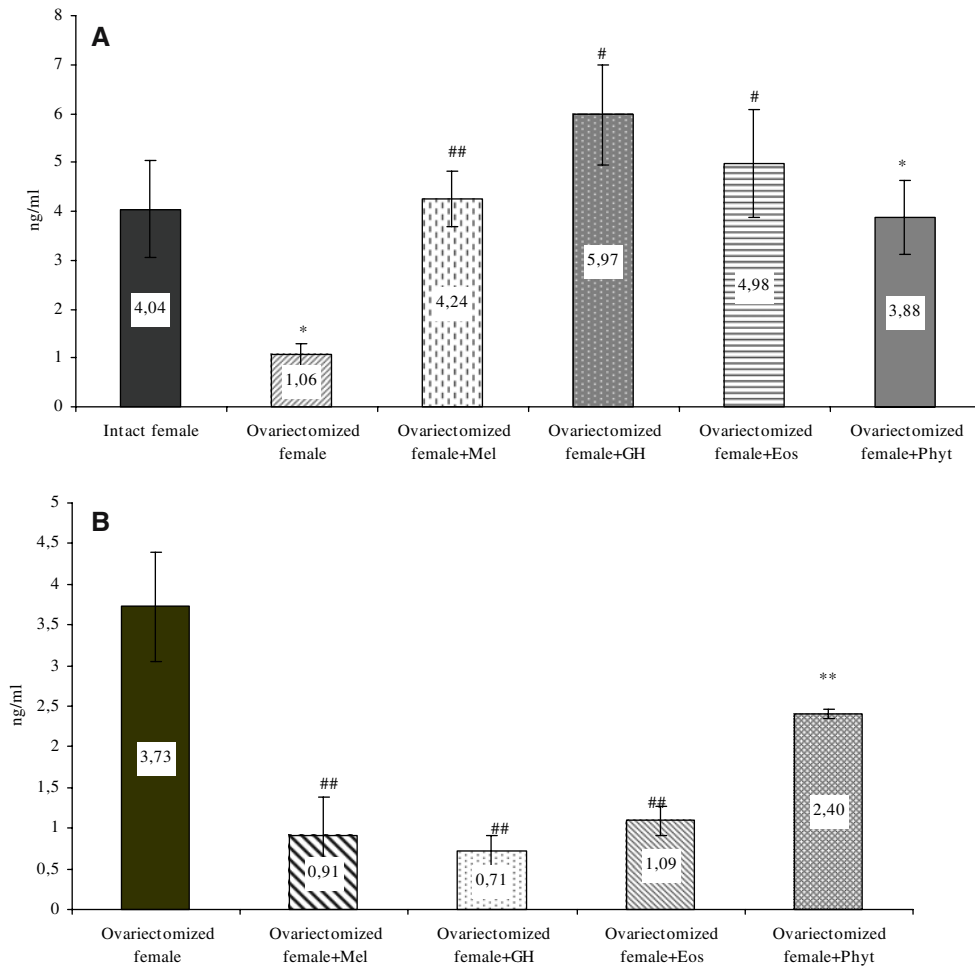 A
8
7
6
5
4
3
2
1
0
ng/ml
4,04
*
1,06
##
4,24
#
5,97
#
4,98
*
3,88
Intact female
Ovariectomized
female
Ovariectomized
female+Mel
Ovariectomized
female+GH
Ovariectomized
female+Eos
Ovariectomized
female+Phyt
B
5
4,5
4
3,5
3
2,5
2
1,5
1
0,5
0
ng/ml
3,73
##
0,91
##
0,71
##
1,09
**
2,40
Ovariectomized
female
Ovariectomized
female+Mel
Ovariectomized
female+GH
Ovariectomized
female+Eos
Ovariectomized
female+Phyt